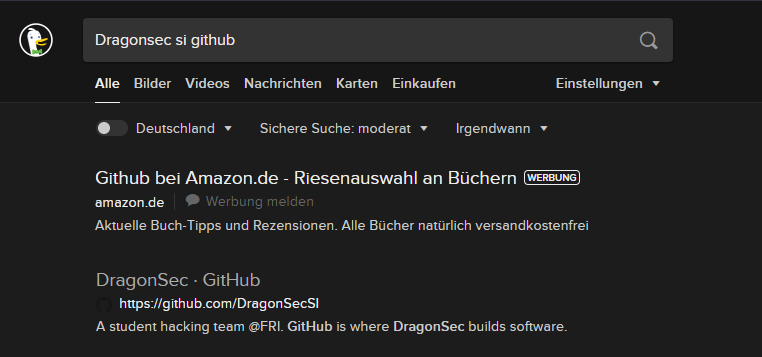 Dragonsec si github
Alle Bilder Videos Nachrichten Karten Einkaufen Einstellungen
Deutschland Sichere Suche: moderat Irgendwann
Github bei Amazon.de - Riesenauswahl an Büchern WERBUNG
amazon.de Werbung melden
Aktuelle Buch-Tipps und Rezensionen. Alle Bücher natürlich versandkostenfrei
DragonSec · GitHub
https://github.com/DragonSecSI
A student hacking team @FRI. GitHub is where DragonSec builds software.